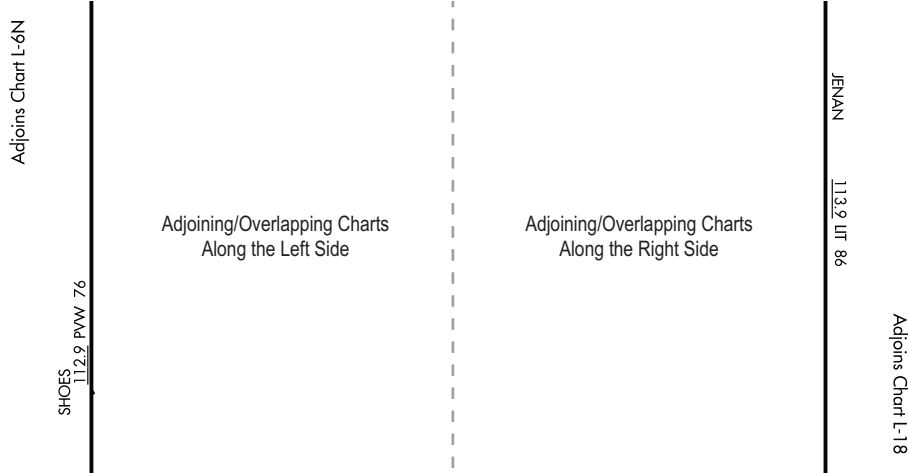 Adjoins Chart L-6N
SHOES
112.9 PVW 76
Adjoining/Overlapping Charts
Along the Left Side
Adjoining/Overlapping Charts
Along the Right Side
JENAN
113.9 LIT 86
Adjoins Chart L-18